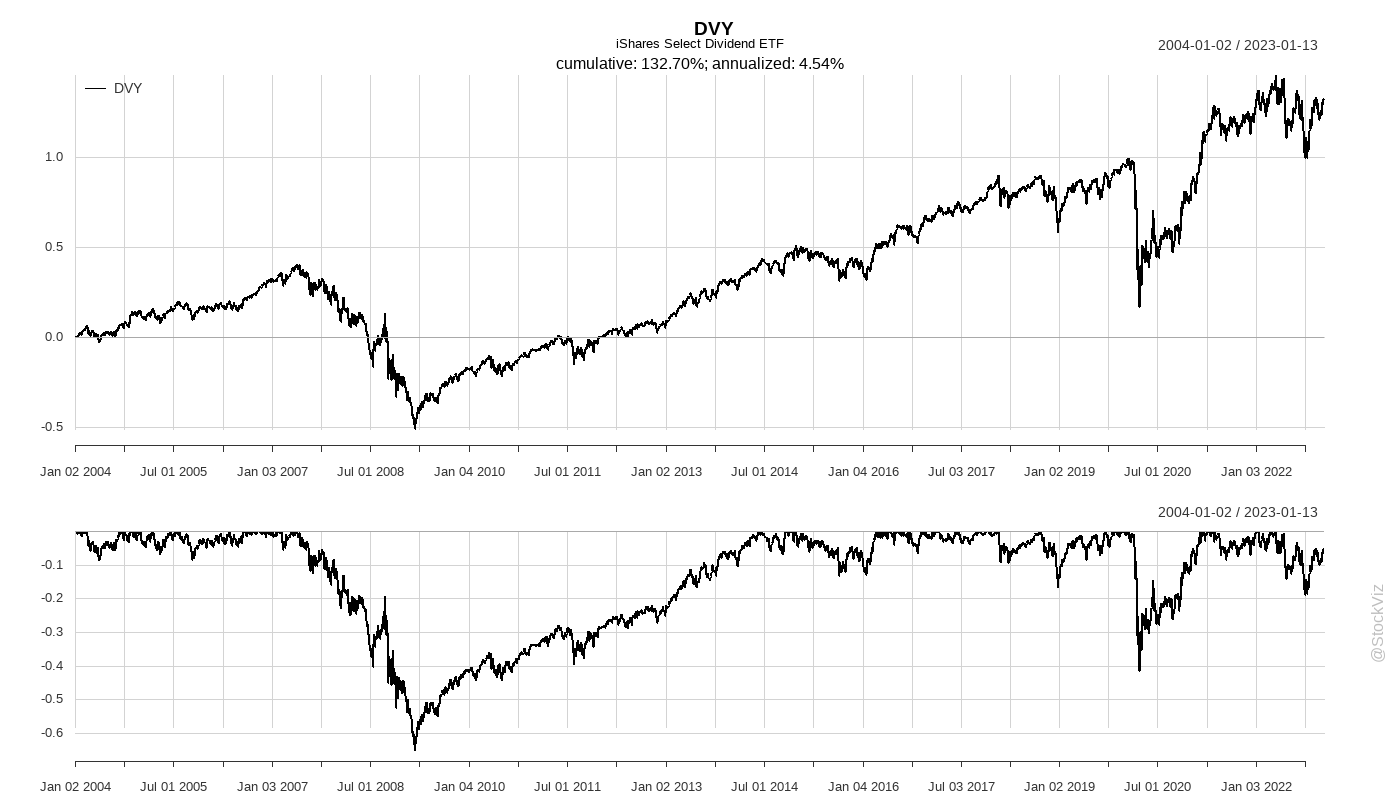 DVY
iShares Select Dividend ETF
2004-01-02 / 2023-01-13
cumulative: 132.70%; annualized: 4.54%
DVY
1.0
0.5
0.0
-0.5
Jan 02 2004 Jul 01 2005 Jan 03 2007 Jul 01 2008 Jan 04 2010 Jul 01 2011 Jan 02 2013 Jul 01 2014 Jan 04 2016 Jul 03 2017 Jan 02 2019 Jul 01 2020 Jan 03 2022
2004-01-02 / 2023-01-13
-0.1
-0.2
-0.3
-0.4
-0.5
-0.6
Jan 02 2004 Jul 01 2005 Jan 03 2007 Jul 01 2008 Jan 04 2010 Jul 01 2011 Jan 02 2013 Jul 01 2014 Jan 04 2016 Jul 03 2017 Jan 02 2019 Jul 01 2020 Jan 03 2022
@StockViz